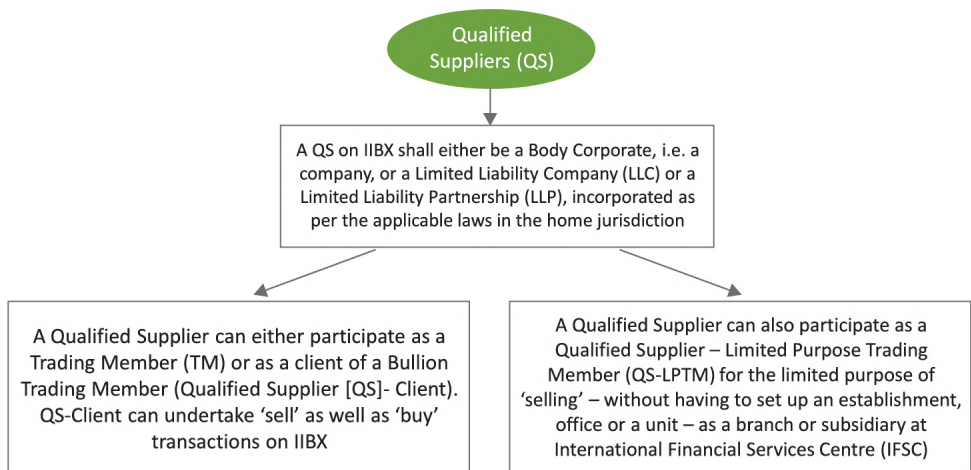 Qualified
Suppliers (QS)
A QS on IIBX shall either be a Body Corporate, i.e. a
company, or a Limited Liability Company (LLC) or a
Limited Liability Partnership (LLP), incorporated as
per the applicable laws in the home jurisdiction
A Qualified Supplier can either participate as a
Trading Member (TM) or as a client of a Bullion
Trading Member (Qualified Supplier [QS]- Client).
QS-Client can undertake ‘sell’ as well as ‘buy’
transactions on IIBX
A Qualified Supplier can also participate as a
Qualified Supplier – Limited Purpose Trading
Member (QS-LPTM) for the limited purpose of
‘selling’ – without having to set up an establishment,
office or a unit – as a branch or subsidiary at
International Financial Services Centre (IFSC)